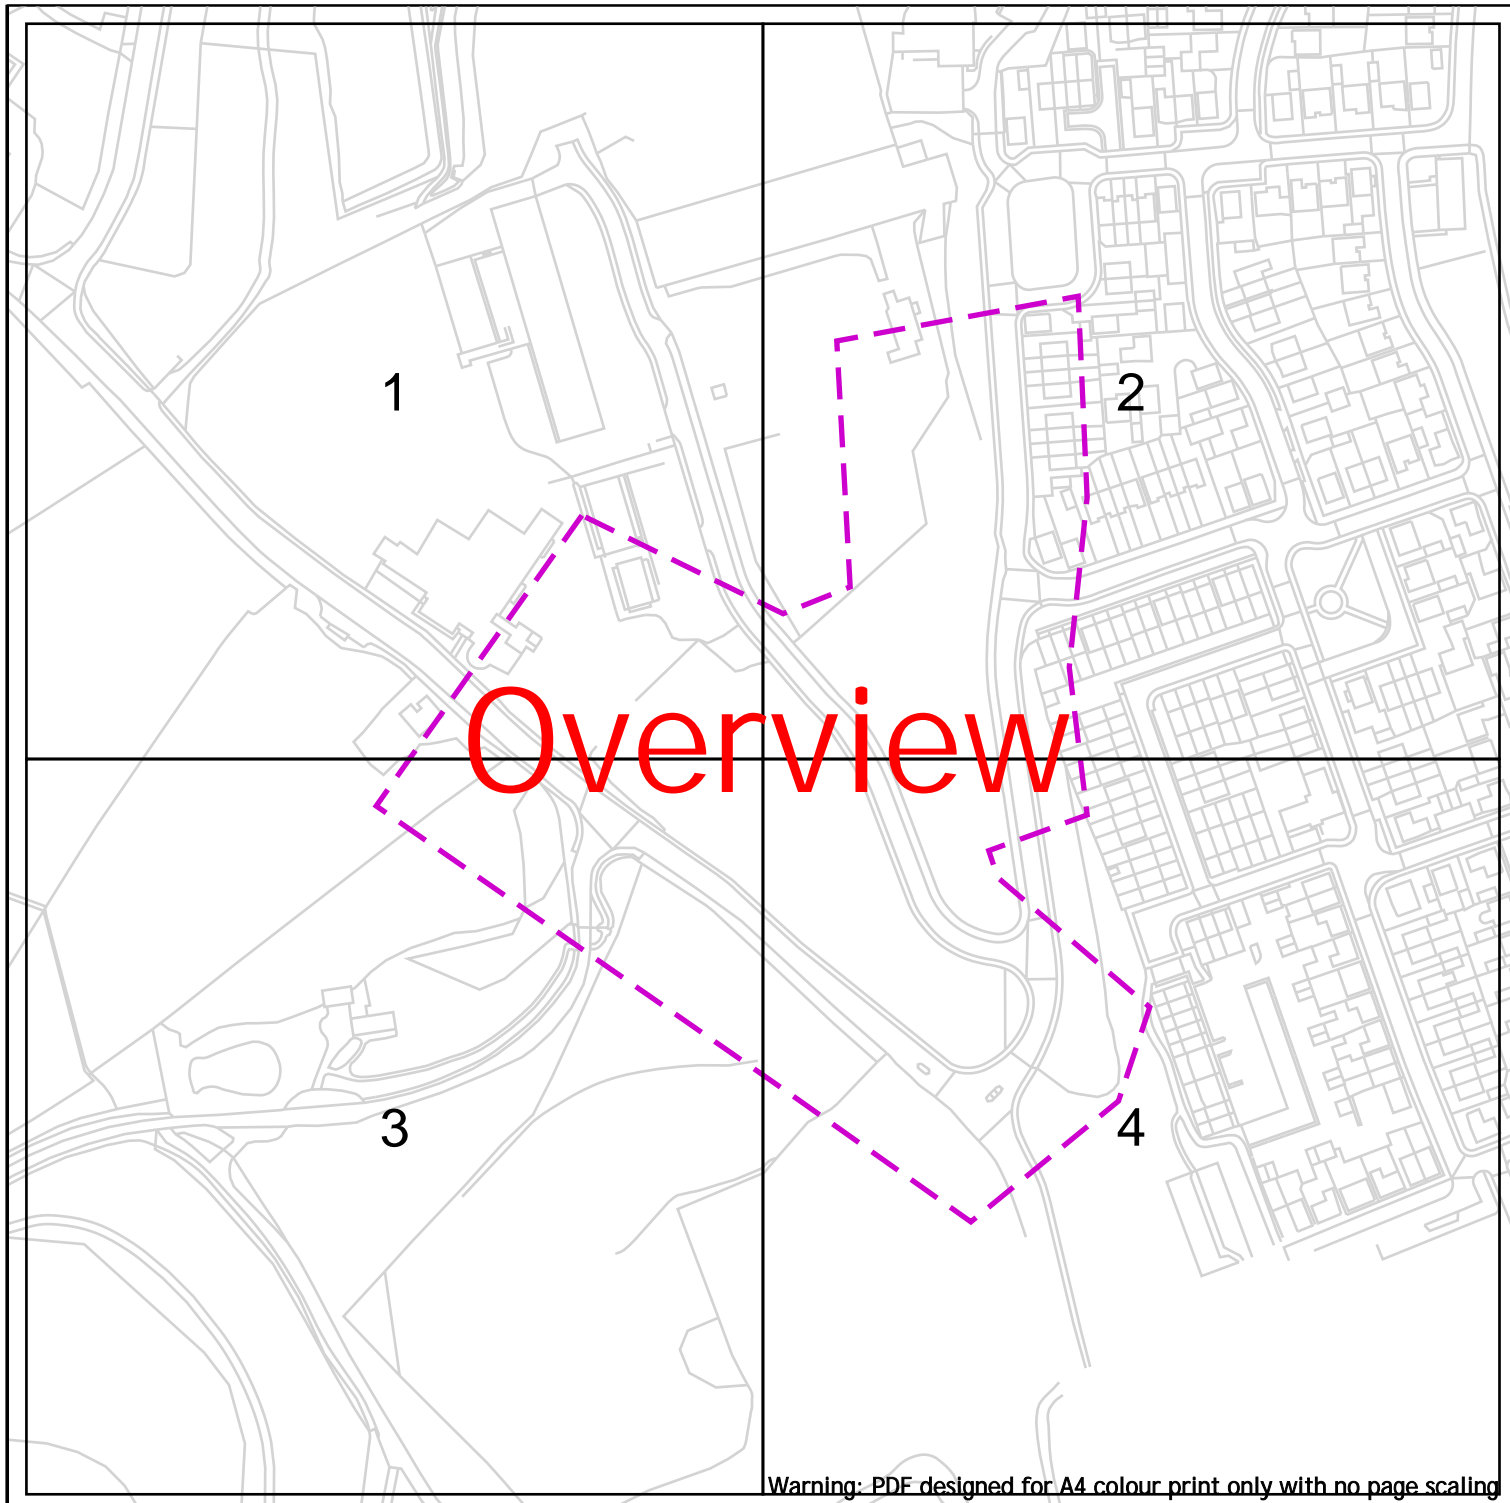 1
2
Overview
3
4
Warning: PDF designed for A4 colour print only with no page scaling